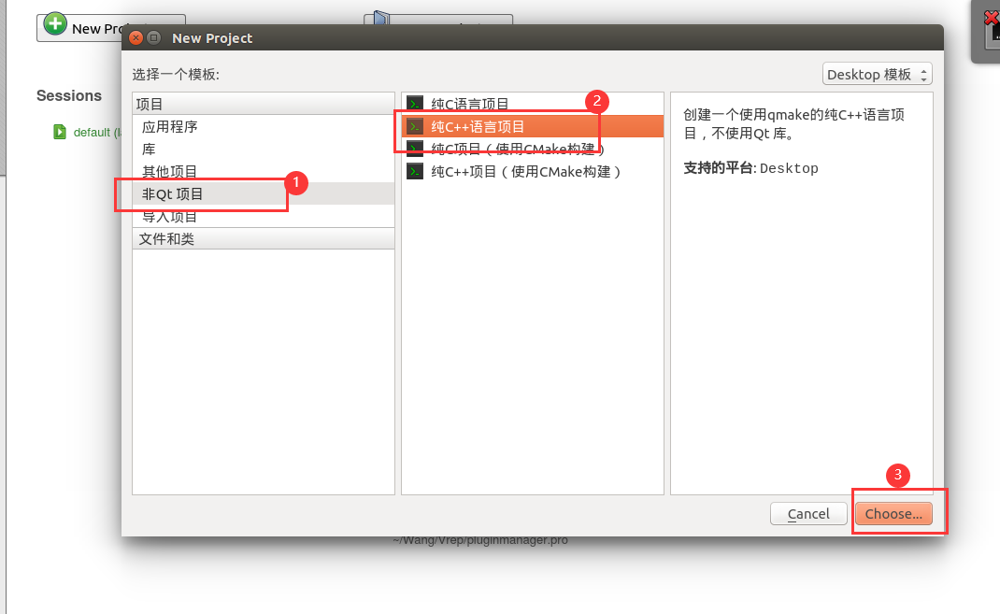 New Pro
New Project
选择一个模板:
Desktop 模板
Sessions
default (la
项目
应用程序
库
其他项目
非Qt 项目
导入项目
文件和类
1
纯C语言项目
纯C++语言项目
纯C项目（使用CMake构建）
纯C++项目（使用CMake构建）
2
创建一个使用qmake的纯C++语言项
目，不使用Qt 库。
支持的平台: Desktop
3
Cancel
Choose...
~/Wang/Vrep/pluginmanager.pro